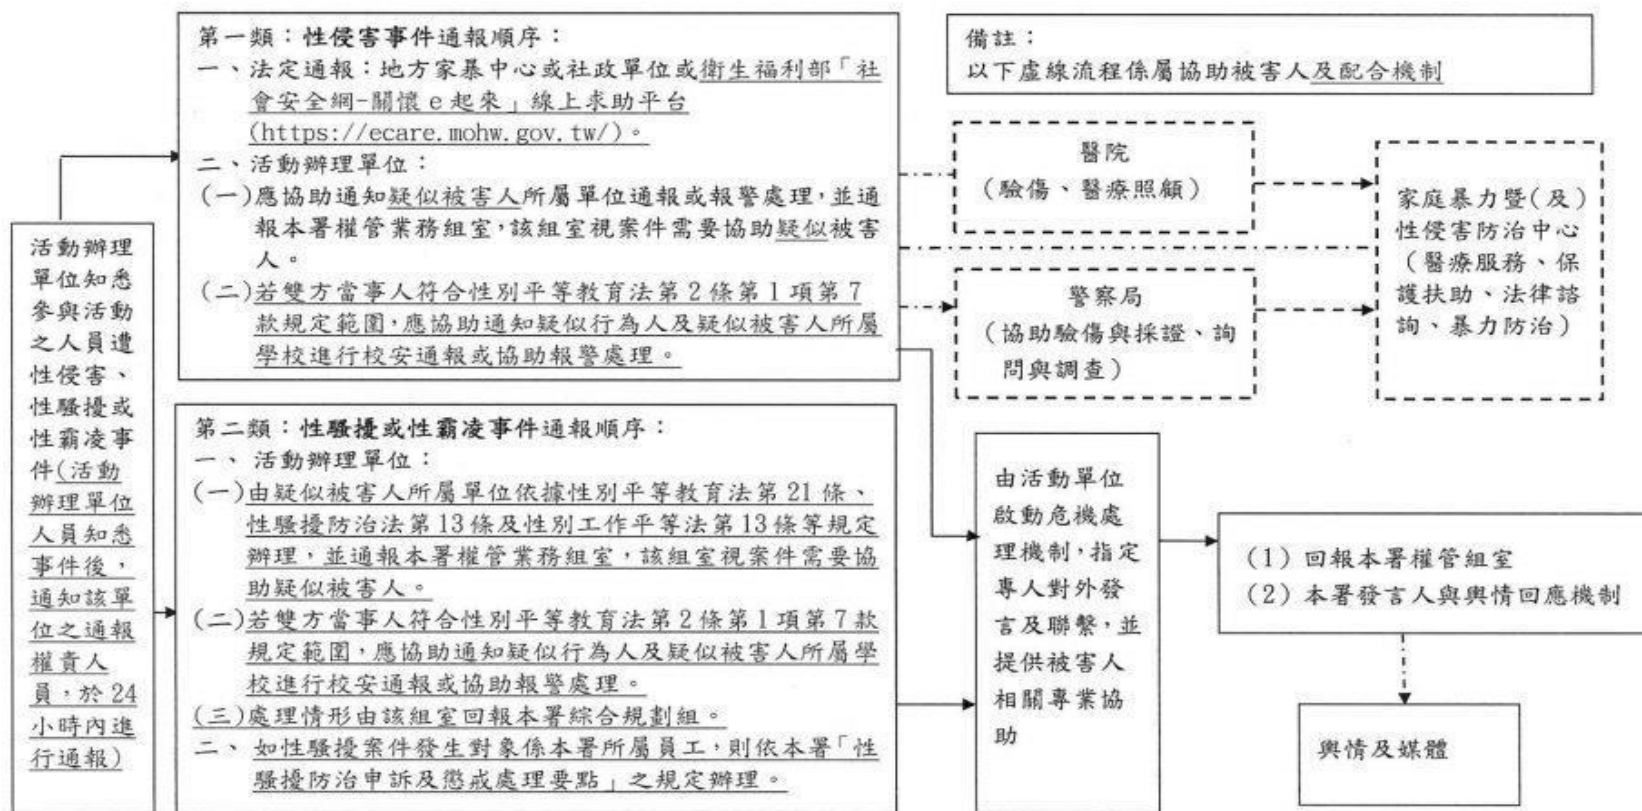 活動辦理
單位知悉
參與活動
之人員遭
性侵害、
性騷擾或
性霸凌事
件(活動
辦理單位
人員知悉
事件後，
通知該單
位之通報
權責人
員，於 24
小時內進
行通報)
第一類：性侵害事件通報順序：
一、法定通報：地方家暴中心或社政單位或衛生福利部「社
會安全網-關懷 e 起來」線上求助平台
(https://ecare.mohw.gov.tw/)。
二、活動辦理單位：
(一)應協助通知疑似被害人所屬單位通報或報警處理，並通
報本署權管業務組室，該組室視案件需要協助疑似被害
人。
(二)若雙方當事人符合性別平等教育法第 2 條第 1 項第 7
款規定範圍，應協助通知疑似行為人及疑似被害人所屬
學校進行校安通報或協助報警處理。
第二類：性騷擾或性霸凌事件通報順序：
一、 活動辦理單位：
(一)由疑似被害人所屬單位依據性別平等教育法第 21 條、
性騷擾防治法第 13 條及性別工作平等法第 13 條等規定
辦理，並通報本署權管業務組室，該組室視案件需要協
助疑似被害人。
(二)若雙方當事人符合性別平等教育法第 2 條第 1 項第 7 款
規定範圍，應協助通知疑似行為人及疑似被害人所屬學
校進行校安通報或協助報警處理。
(三)處理情形由該組室回報本署綜合規劃組。
二、 如性騷擾案件發生對象係本署所屬員工，則依本署「性
騷擾防治申訴及懲戒處理要點」之規定辦理。
備註：
以下虛線流程係屬協助被害人及配合機制
醫院
（驗傷、醫療照顧）
警察局
（協助驗傷與採證、詢
問與調查）
家庭暴力暨(及)
性侵害防治中心
（醫療服務、保
護扶助、法律諮
詢、暴力防治）
由活動單位
啟動危機處
理機制，指定
專人對外發
言及聯繫，並
提供被害人
相關專業協
助
(1) 回報本署權管組室
(2) 本署發言人與輿情回應機制
輿情及媒體